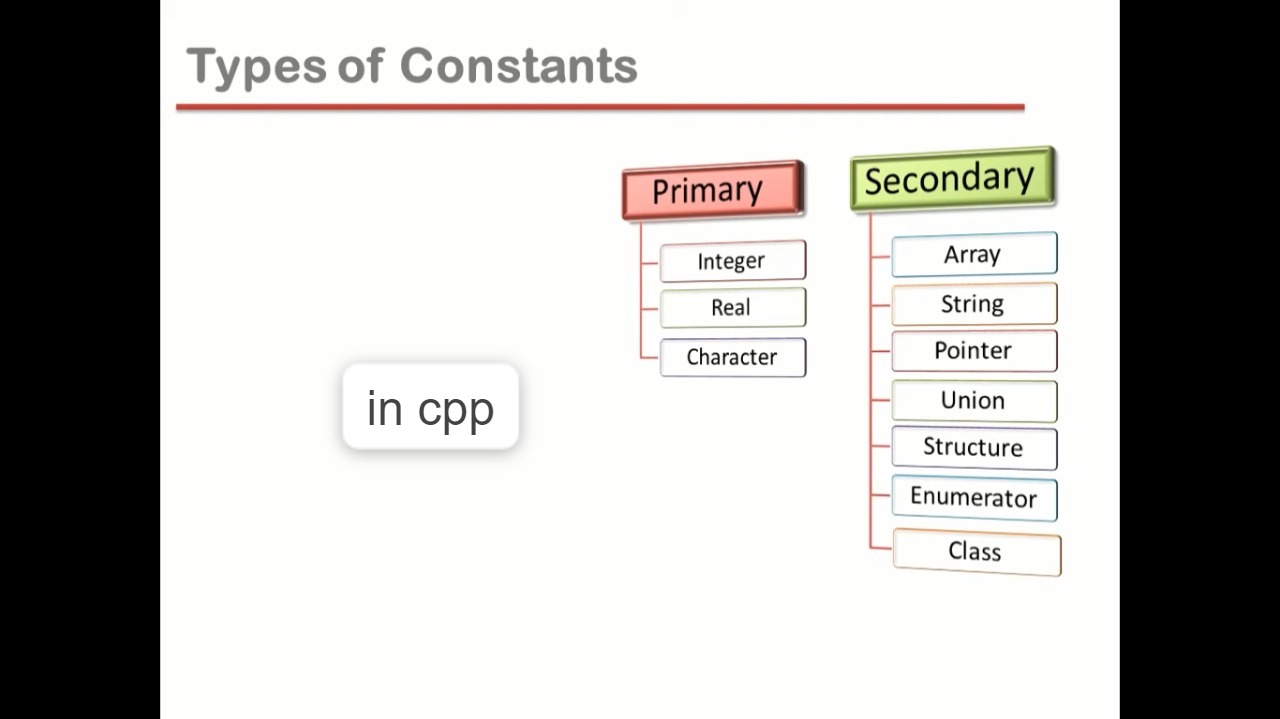 Types of Constants
Primary
Integer
Real
Character
Secondary
Array
String
Pointer
Union
Structure
Enumerator
Class
in cpp